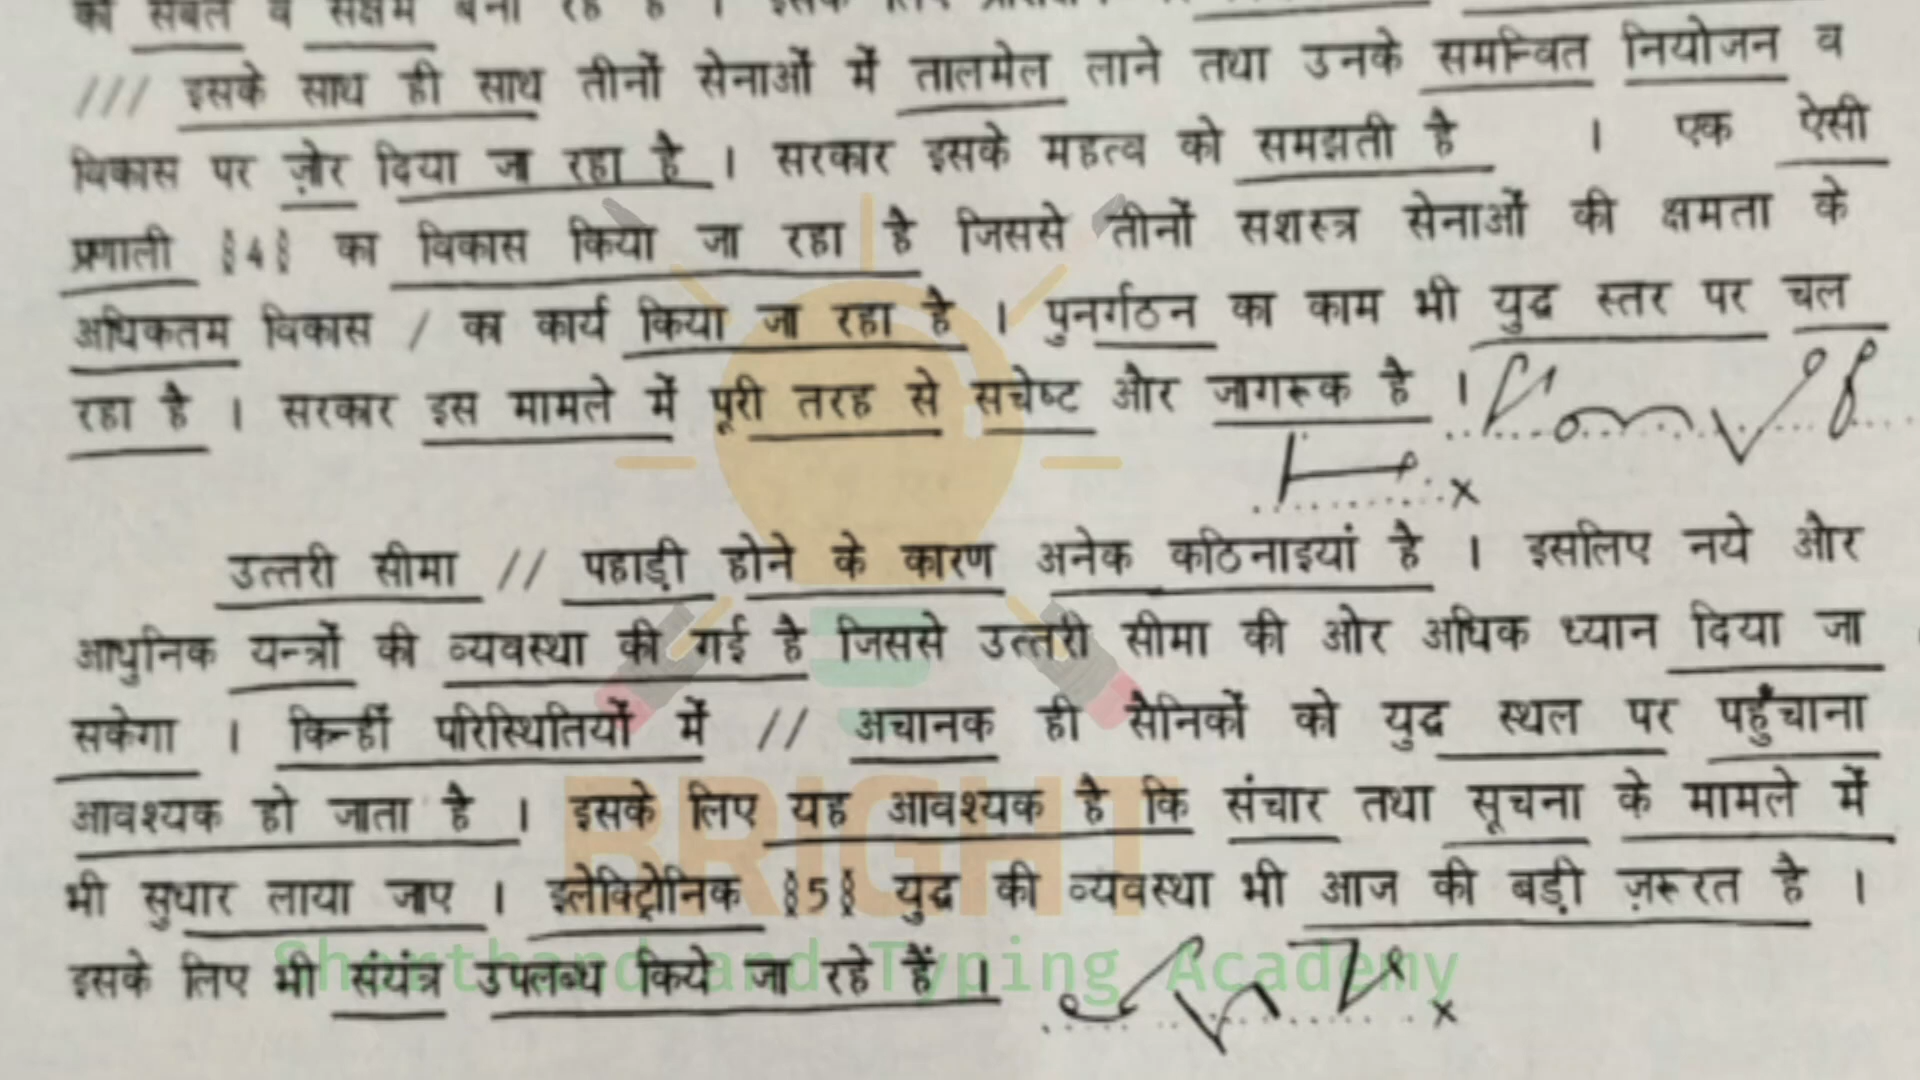 को सबल व सक्षम बना रहे है । इसके लिए
/// इसके साथ ही साथ तीनों सेनाओं में तालमेल लाने तथा उनके समन्वित नियोजन व
विकास पर ज़ोर दिया जा रहा है । सरकार इसके महत्व को समझती है । एक ऐसी
प्रणाली §4§ का विकास किया जा रहा है जिससे तीनों सशस्त्र सेनाओं की क्षमता के
अधिकतम विकास / का कार्य किया जा रहा है । पुनर्गठन का काम भी युद्ध स्तर पर चल
रहा है । सरकार इस मामले में पूरी तरह से सचेष्ट और जागरूक है ।
उत्तरी सीमा // पहाड़ी होने के कारण अनेक कठिनाइयां है । इसलिए नये और
आधुनिक यन्त्रों की व्यवस्था की गई है जिससे उत्तरी सीमा की ओर अधिक ध्यान दिया जा
सकेगा । किन्हीं परिस्थितियों में // अचानक ही सैनिकों को युद्ध स्थल पर पहुँचाना
आवश्यक हो जाता है । इसके लिए यह आवश्यक है कि संचार तथा सूचना के मामले में
BRIGHT
भी सुधार लाया जाए । इलेक्ट्रिोनिक §5§ युद्ध की व्यवस्था भी आज की बड़ी ज़रूरत है ।
Shorthand and Typing Academy
इसके लिए भी संयंत्र उपलब्ध किये जा रहे हैं ।